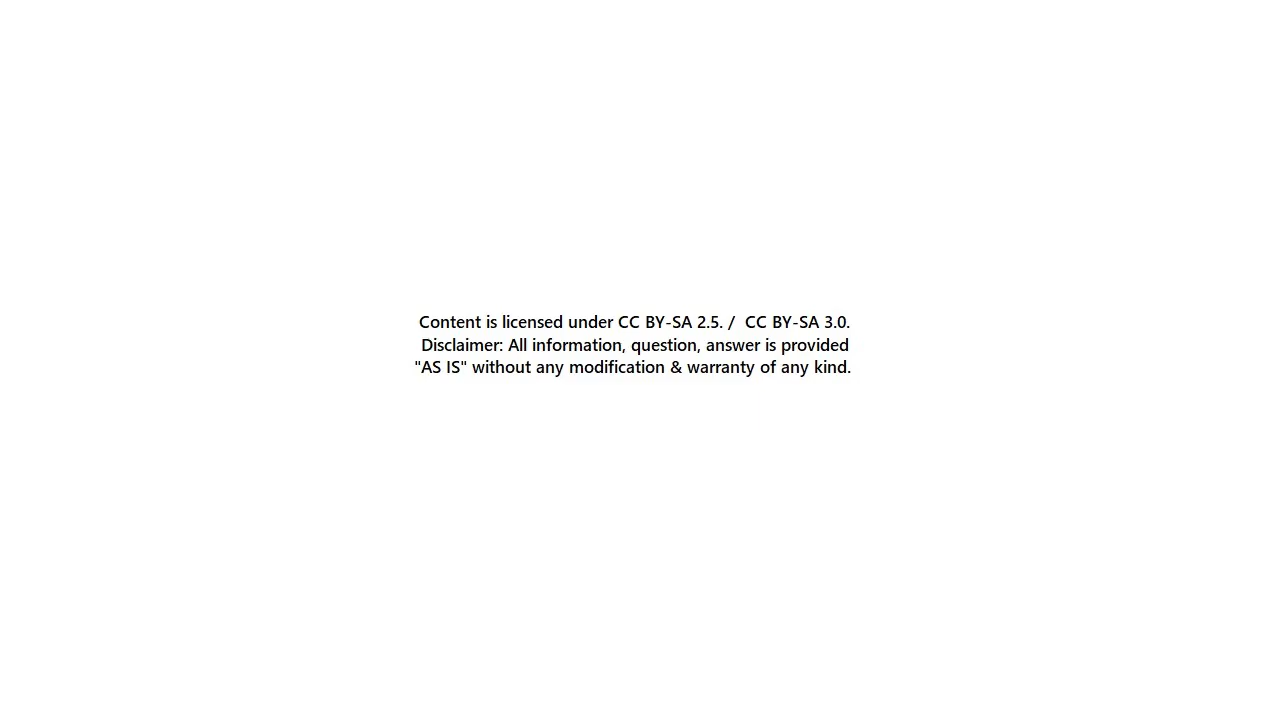 Content is licensed under CC BY-SA 2.5. /  CC BY-SA 3.0.
Disclaimer: All information, question, answer is provided
"AS IS" without any modification & warranty of any kind.